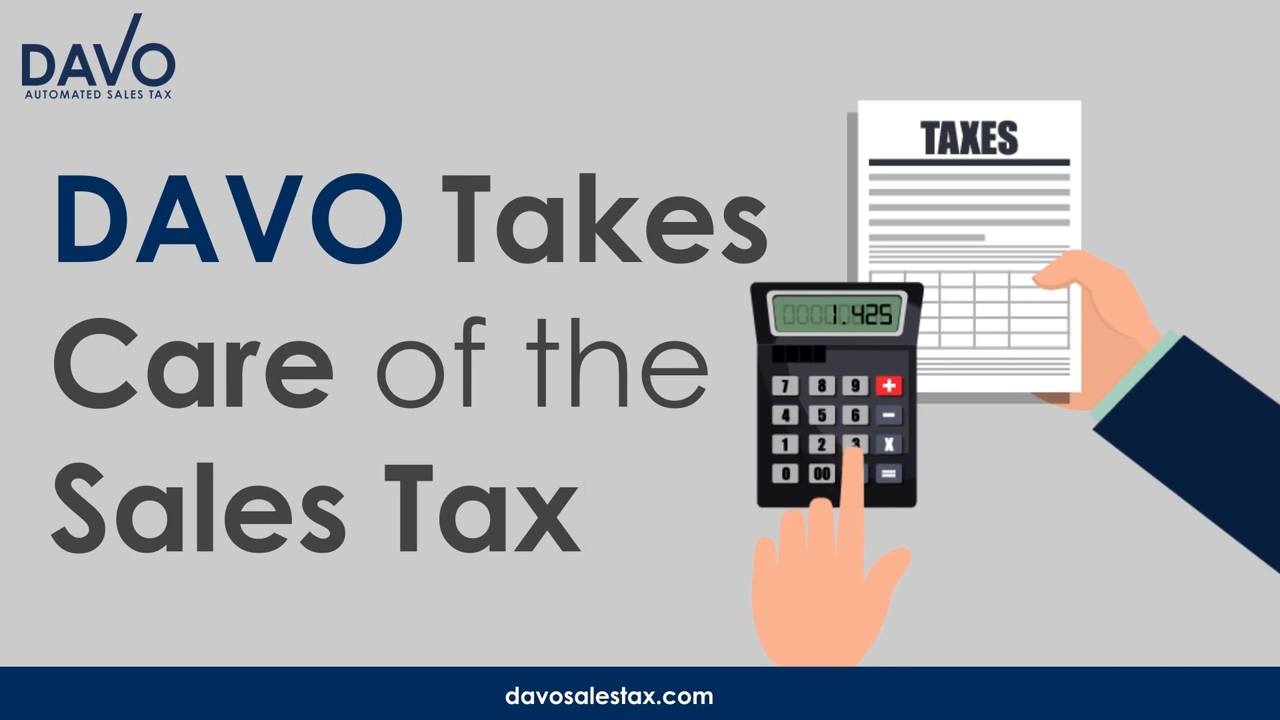 DAVO
AUTOMATED SALES TAX
DAVO Takes
Care of the
Sales Tax
TAXES
00001.425
7 8 9 +
4 5 6 -
1 2 3 X
0 00 =
davosalestax.com